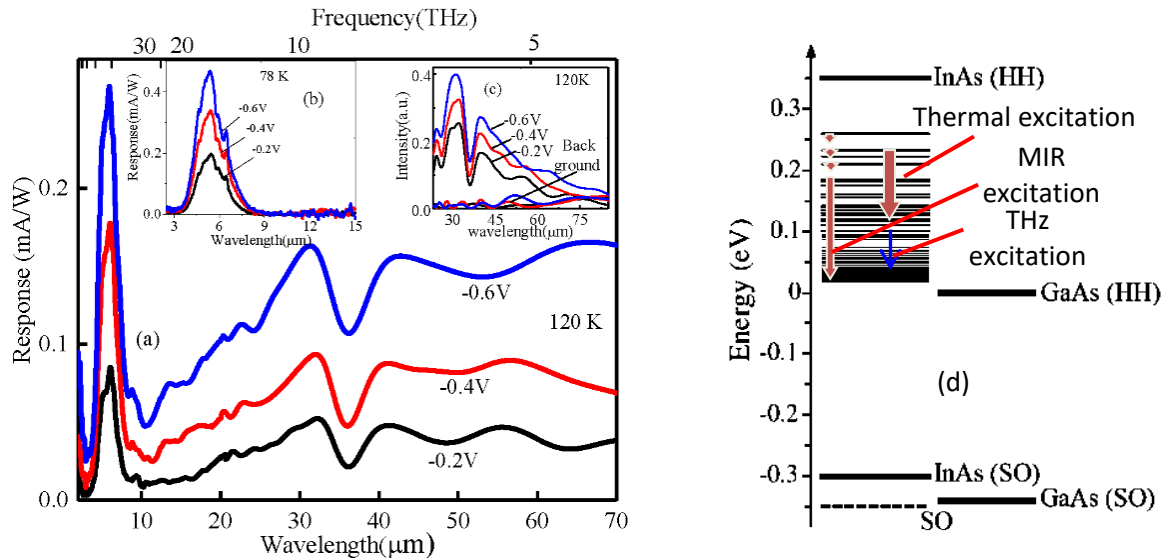 Frequency(THz)
30 20 10 5
Response (mA/W)
0.2
0.1
0.0
(a)
120 K
-0.6V
-0.4V
-0.2V
10 20 30 40 50 60 70
Wavelength(μm)
78 K
(b)
Response(mA/W)
0.4
0.2
0.0
-0.6V
-0.4V
-0.2V
3 6 9 12 15
Wavelength(μm)
(c)
120K
Intensity(a.u.)
0.4
0.3
0.2
0.1
0.0
-0.6V
-0.4V
-0.2V
Back
ground
30 45 60 75
wavelength(μm)
Energy (eV)
0.3
0.2
0.1
0
-0.1
-0.2
-0.3
InAs (HH)
Thermal excitation
MIR
excitation
THz
excitation
GaAs (HH)
(d)
InAs (SO)
GaAs (SO)
SO